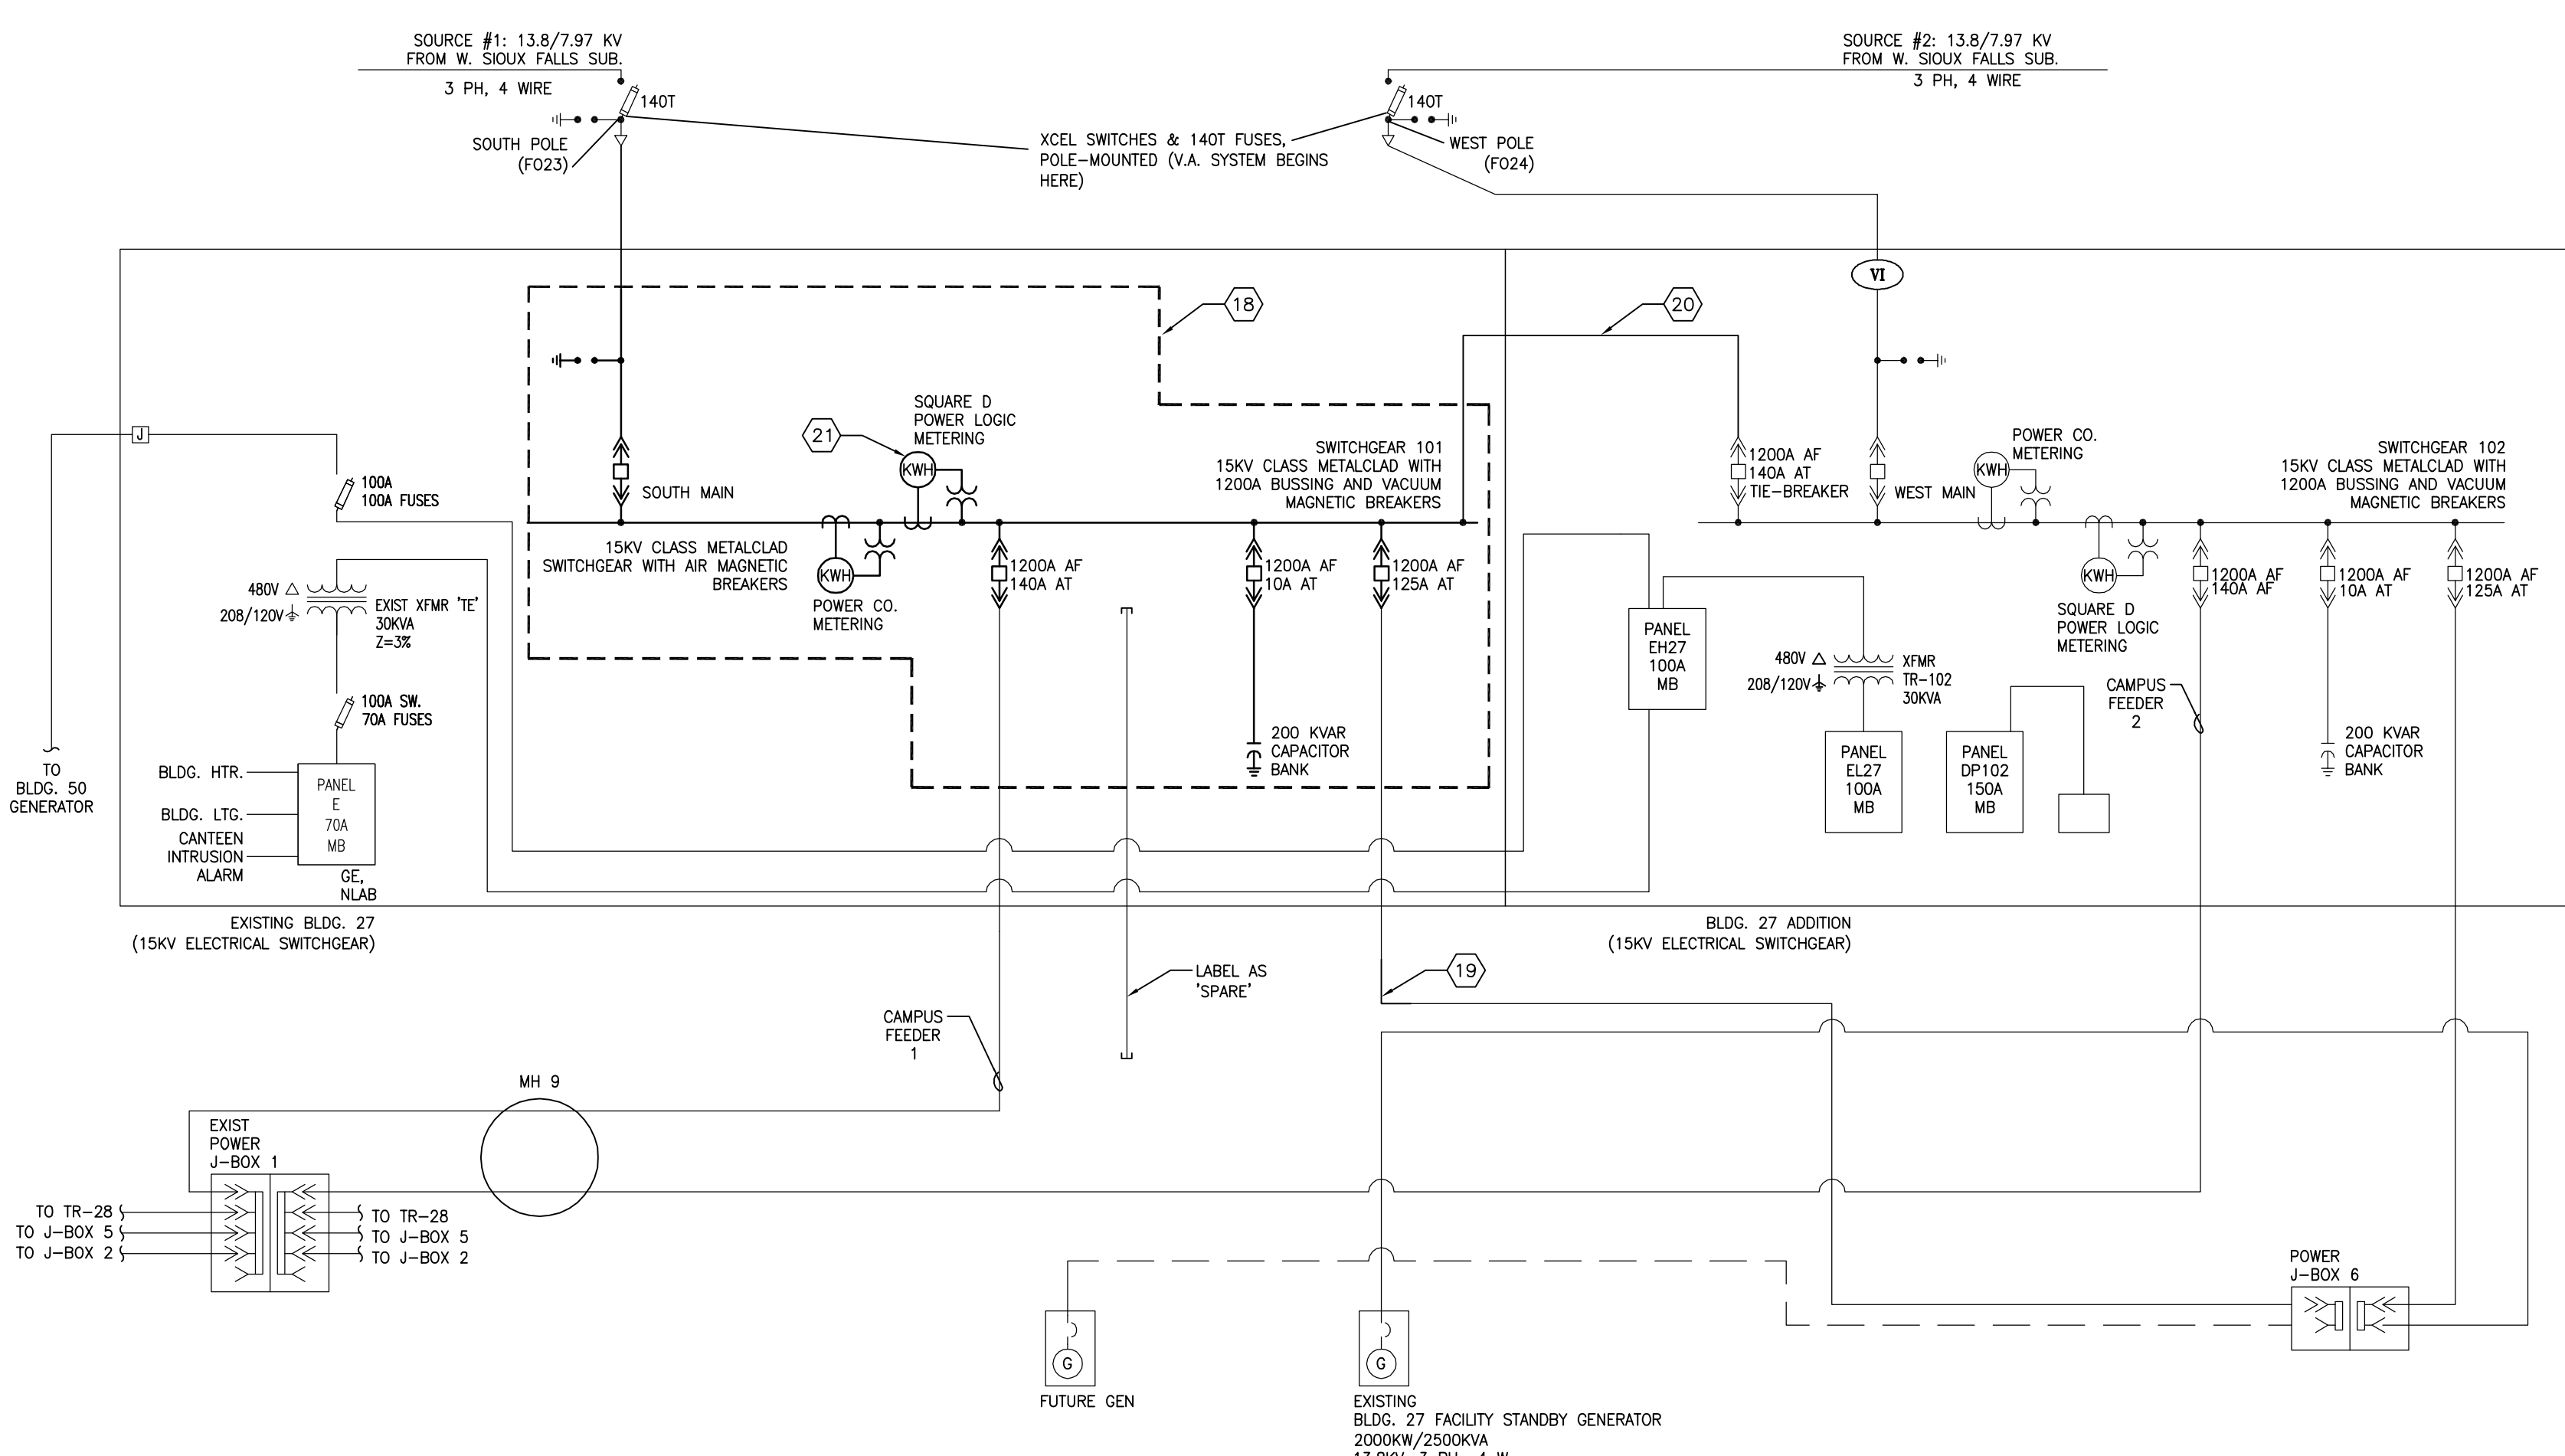 SOURCE #1: 13.8/7.97 KV
FROM W. SIOUX FALLS SUB.
3 PH, 4 WIRE
140T
SOUTH POLE
(FO23)
XCEL SWITCHES & 140T FUSES,
POLE-MOUNTED (V.A. SYSTEM BEGINS
HERE)
SOURCE #2: 13.8/7.97 KV
FROM W. SIOUX FALLS SUB.
3 PH, 4 WIRE
140T
WEST POLE
(FO24)
VI
18
20
J
100A
100A FUSES
480V
208/120V
EXIST XFMR 'TE'
30KVA
Z=3%
100A SW.
70A FUSES
TO
BLDG. 50
GENERATOR
BLDG. HTR.
BLDG. LTG.
CANTEEN
INTRUSION
ALARM
PANEL
E
70A
MB
GE,
NLAB
EXISTING BLDG. 27
(15KV ELECTRICAL SWITCHGEAR)
SOUTH MAIN
21
SQUARE D
POWER LOGIC
METERING
KWH
SWITCHGEAR 101
15KV CLASS METALCLAD WITH
1200A BUSSING AND VACUUM
MAGNETIC BREAKERS
15KV CLASS METALCLAD
SWITCHGEAR WITH AIR MAGNETIC
BREAKERS
KWH
POWER CO.
METERING
1200A AF
140A AT
1200A AF
10A AT
1200A AF
125A AT
200 KVAR
CAPACITOR
BANK
1200A AF
140A AT
TIE-BREAKER
WEST MAIN
POWER CO.
METERING
KWH
SWITCHGEAR 102
15KV CLASS METALCLAD WITH
1200A BUSSING AND VACUUM
MAGNETIC BREAKERS
KWH
SQUARE D
POWER LOGIC
METERING
1200A AF
140A AF
1200A AF
10A AT
1200A AF
125A AT
PANEL
EH27
100A
MB
480V
208/120V
XFMR
TR-102
30KVA
PANEL
EL27
100A
MB
PANEL
DP102
150A
MB
CAMPUS
FEEDER
2
200 KVAR
CAPACITOR
BANK
BLDG. 27 ADDITION
(15KV ELECTRICAL SWITCHGEAR)
LABEL AS
'SPARE'
19
CAMPUS
FEEDER
1
MH 9
EXIST
POWER
J-BOX 1
TO TR-28
TO J-BOX 5
TO J-BOX 2
TO TR-28
TO J-BOX 5
TO J-BOX 2
POWER
J-BOX 6
G
FUTURE GEN
G
EXISTING
BLDG. 27 FACILITY STANDBY GENERATOR
2000KW/2500KVA